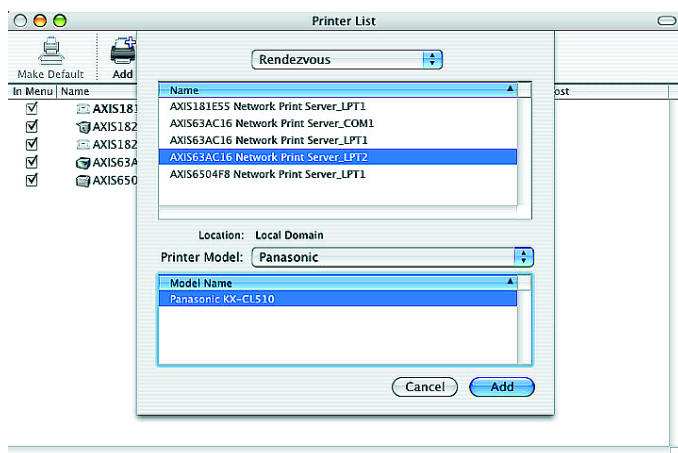 Printer List
Make Default
Add
In Menu Name
ost
AXIS181
AXIS182
AXIS182
AXIS63A
AXIS650
Rendezvous
Name
AXIS181E55 Network Print Server_LPT1
AXIS63AC16 Network Print Server_COM1
AXIS63AC16 Network Print Server_LPT1
AXIS63AC16 Network Print Server_LPT2
AXIS6504F8 Network Print Server_LPT1
Location: Local Domain
Printer Model: Panasonic
Model Name
Panasonic KX-CL510
Cancel Add